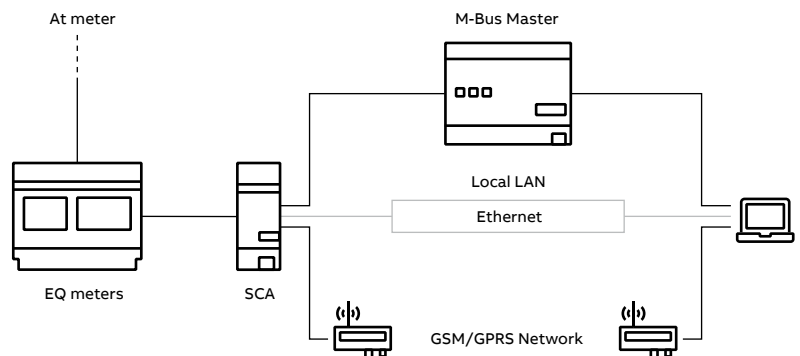 At meter
M-Bus Master
Local LAN
Ethernet
EQ meters
SCA
GSM/GPRS Network